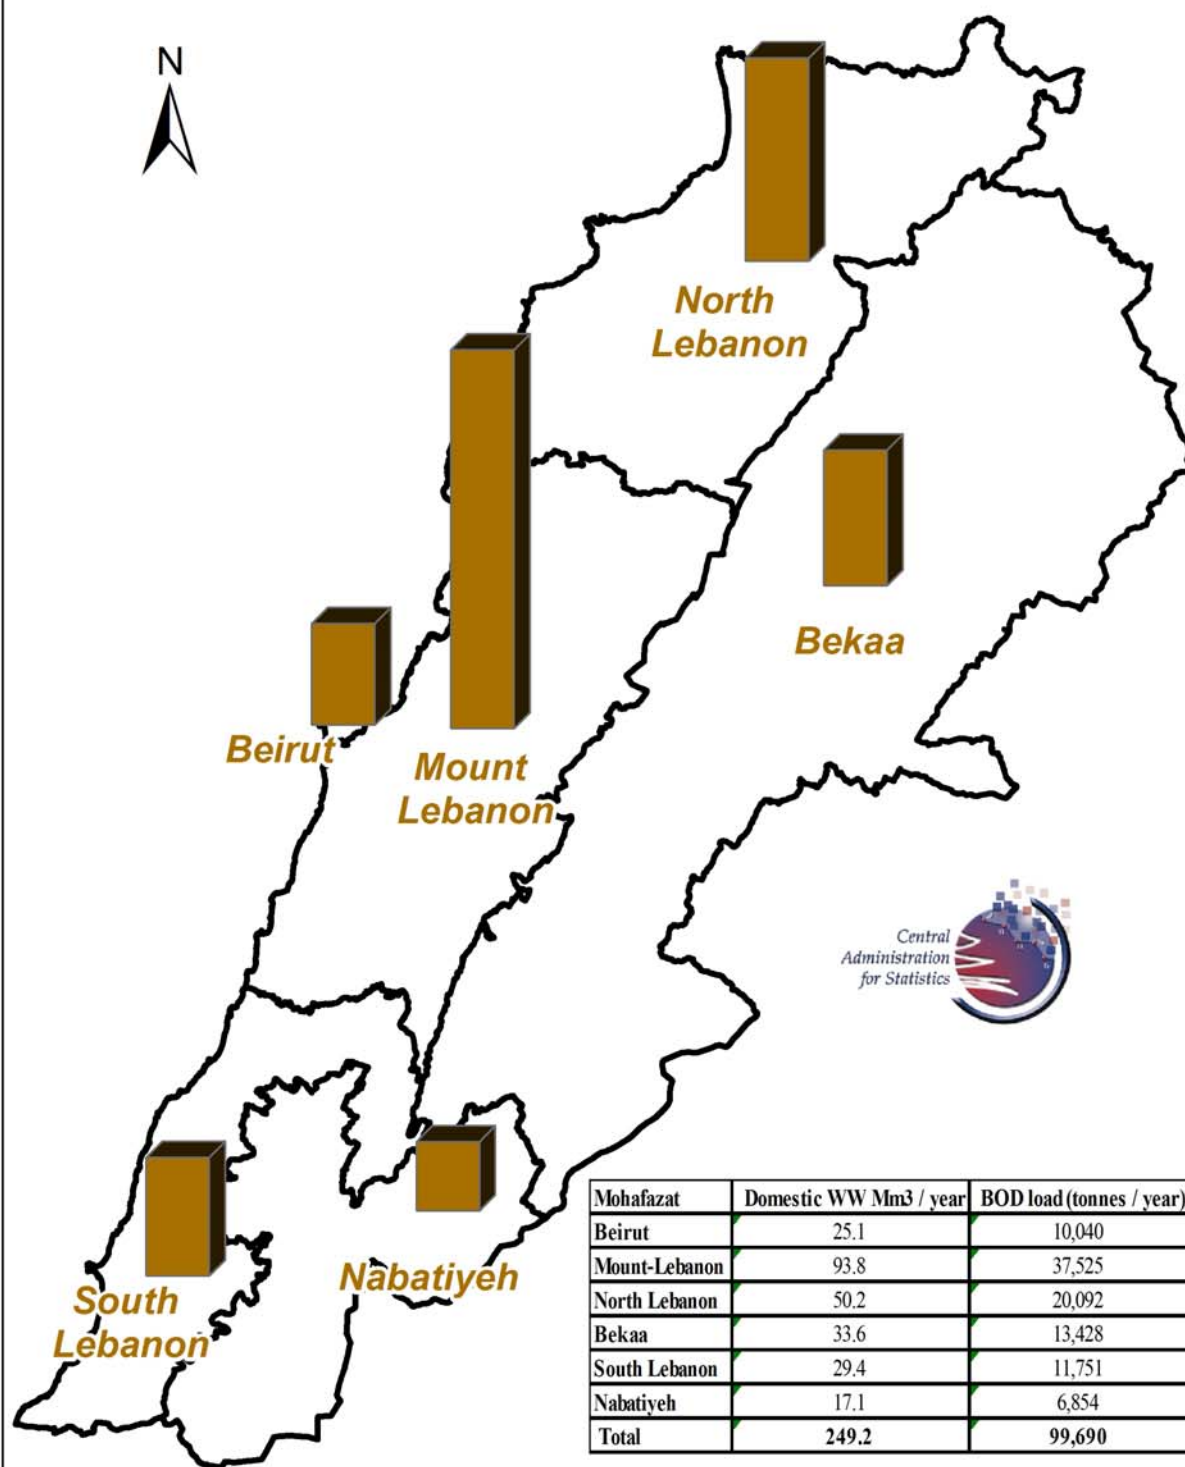 N
North
Lebanon
Bekaa
Beirut
Mount
Lebanon
Central
Administration
for Statistics
Nabatiyeh
South
Lebanon
Mohafazat Domestic WW Mm3 / year BOD load (tonnes / year)
Beirut 25.1 10,040
Mount-Lebanon 93.8 37,525
North Lebanon 50.2 20,092
Bekaa 33.6 13,428
South Lebanon 29.4 11,751
Nabatiyeh 17.1 6,854
Total 249.2 99,690